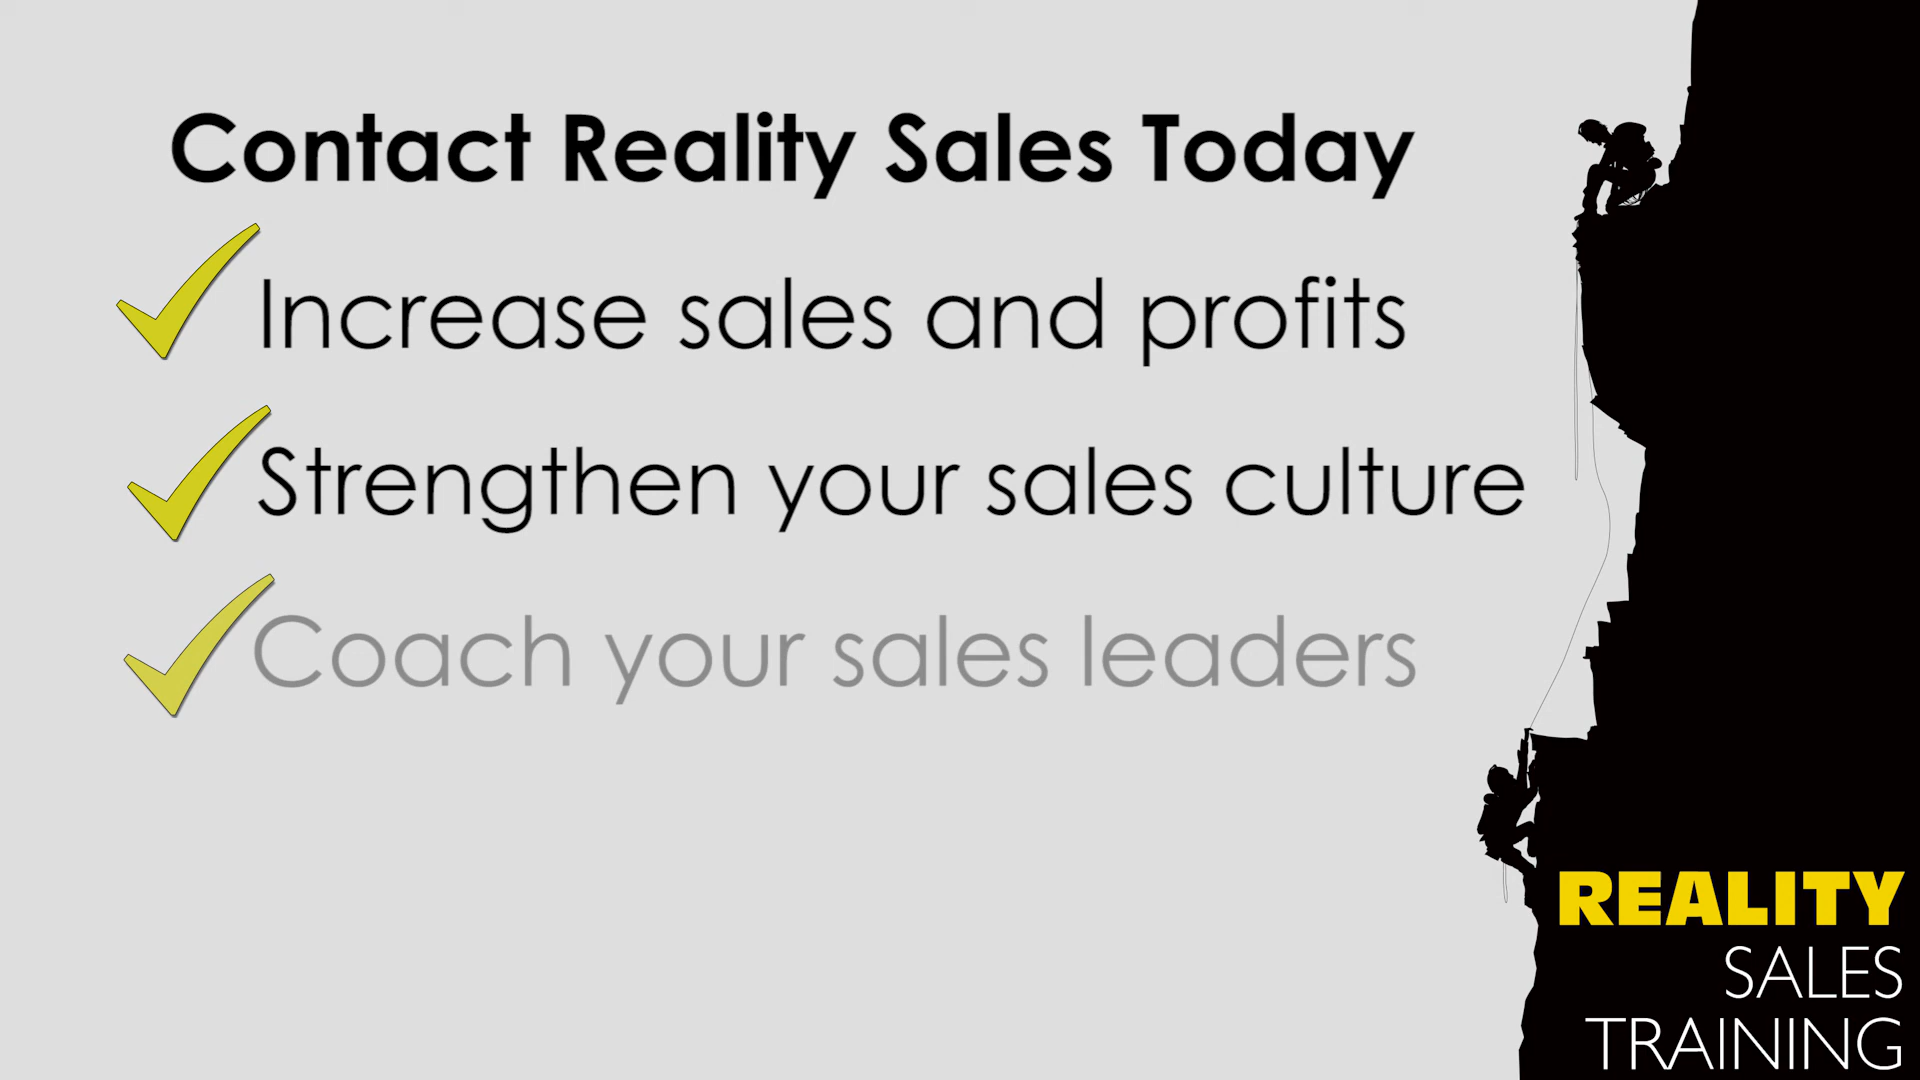 Contact Reality Sales Today
Increase sales and profits
Strengthen your sales culture
Coach your sales leaders
REALITY
SALES
TRAINING